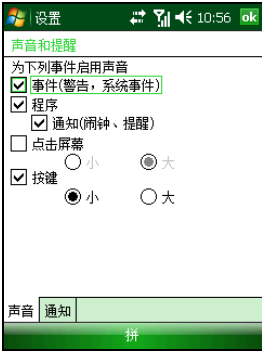 设置 10:56 ok
声音和提醒
为下列事件启用声音
事件(警告，系统事件)
程序
通知(闹钟、提醒)
点击屏幕
小 大
按键
小 大
声音 通知
拼